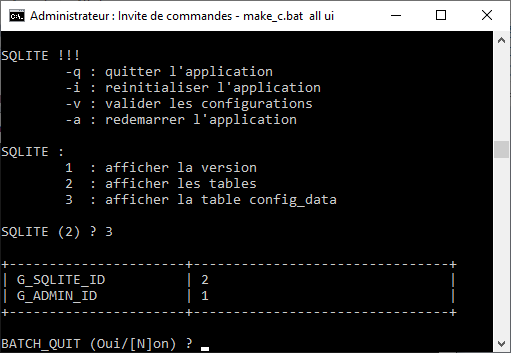 Administrateur : Invite de commandes - make_c.bat  all ui
SQLITE !!!
        -q : quitter l'application
        -i : reinitialiser l'application
        -v : valider les configurations
        -a : redemarrer l'application
SQLITE :
        1  : afficher la version
        2  : afficher les tables
        3  : afficher la table config_data
SQLITE (2) ? 3
+----------------------+--------------------------------+
| G_SQLITE_ID          | 2                              |
| G_ADMIN_ID           | 1                              |
+----------------------+--------------------------------+
BATCH_QUIT (Oui/[N]on) ? _